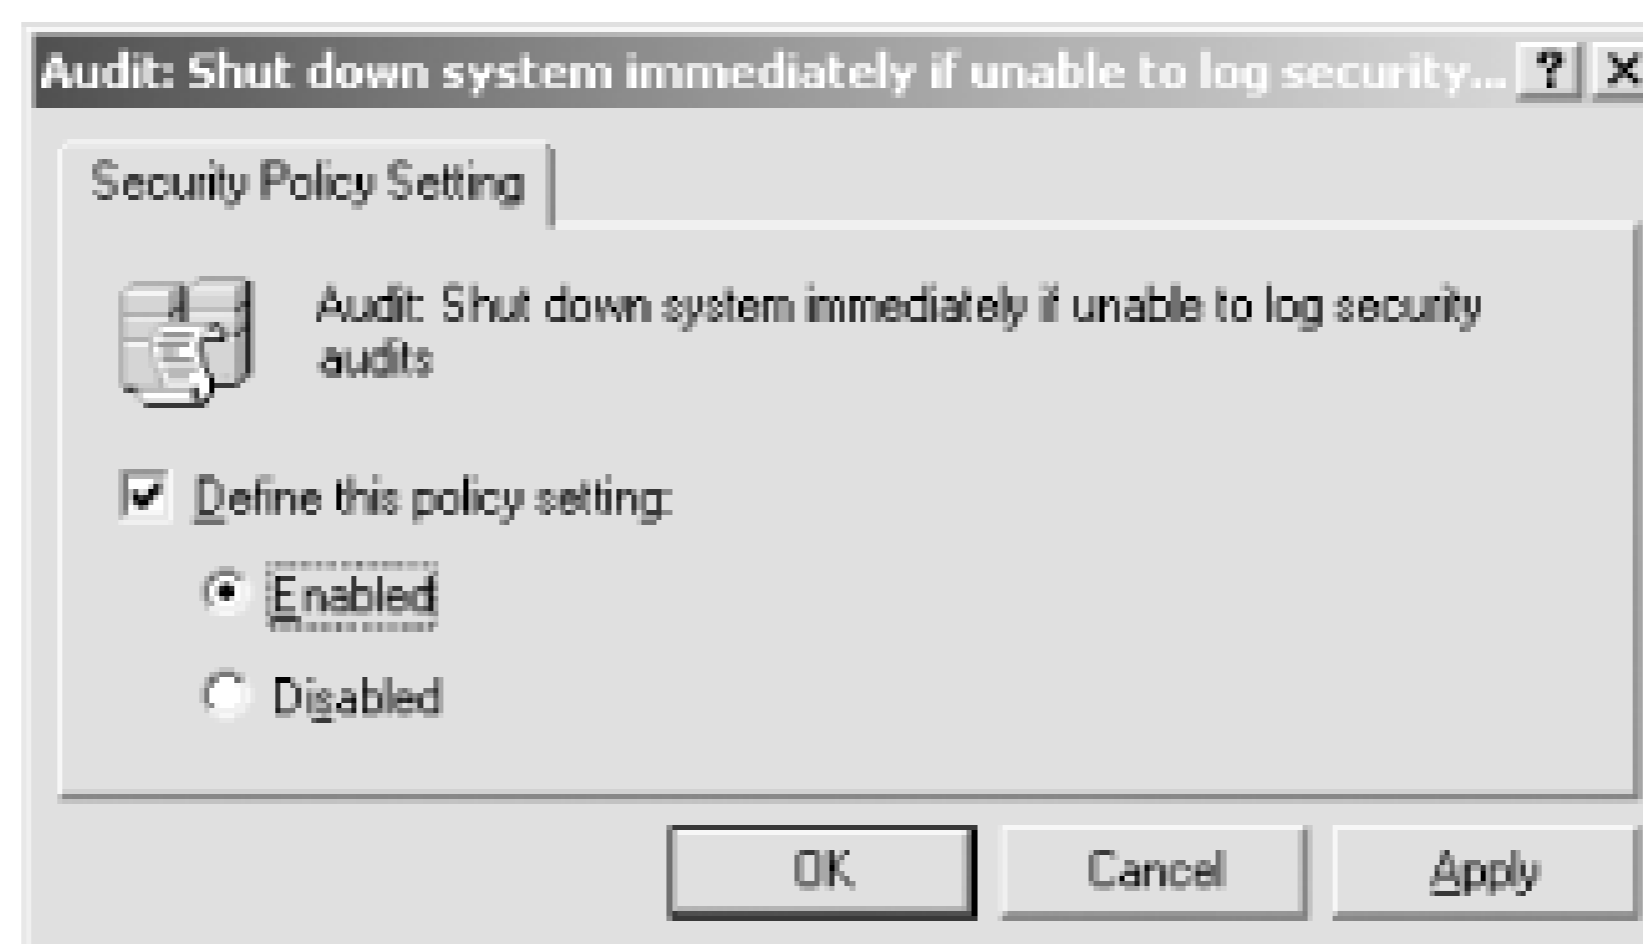 Audit: Shut down system immediately if unable to log security... ? X
Security Policy Setting
Audit: Shut down system immediately if unable to log security
audits
Define this policy setting:
Enabled
Disabled
OK Cancel Apply